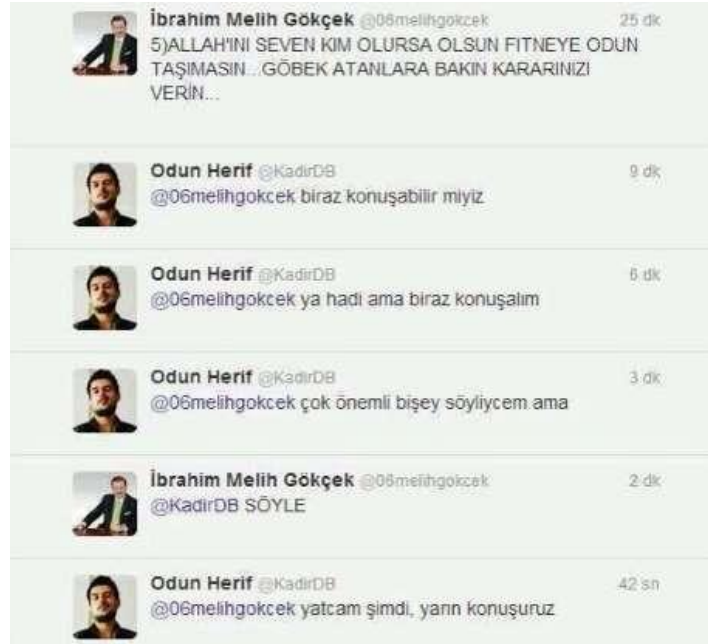 İbrahim Melih Gökçek @06melihgokcek 25 dk
5)ALLAH'INI SEVEN KIM OLURSA OLSUN FITNEYE ODUN
TAŞIMASIN...GÖBEK ATANLARA BAKIN KARARINIZI
VERİN...
Odun Herif @KadirDB 9 dk
@06melihgokcek biraz konuşabilir miyiz
Odun Herif @KadirDB 6 dk
@06melihgokcek ya hadi ama biraz konuşalım
Odun Herif @KadirDB 3 dk
@06melihgokcek çok önemli bişey söyliycem ama
İbrahim Melih Gökçek @06melihgokcek 2 dk
@KadirDB SÖYLE
Odun Herif @KadirDB 42 sn
@06melihgokcek yatcam şimdi, yarın konuşuruz